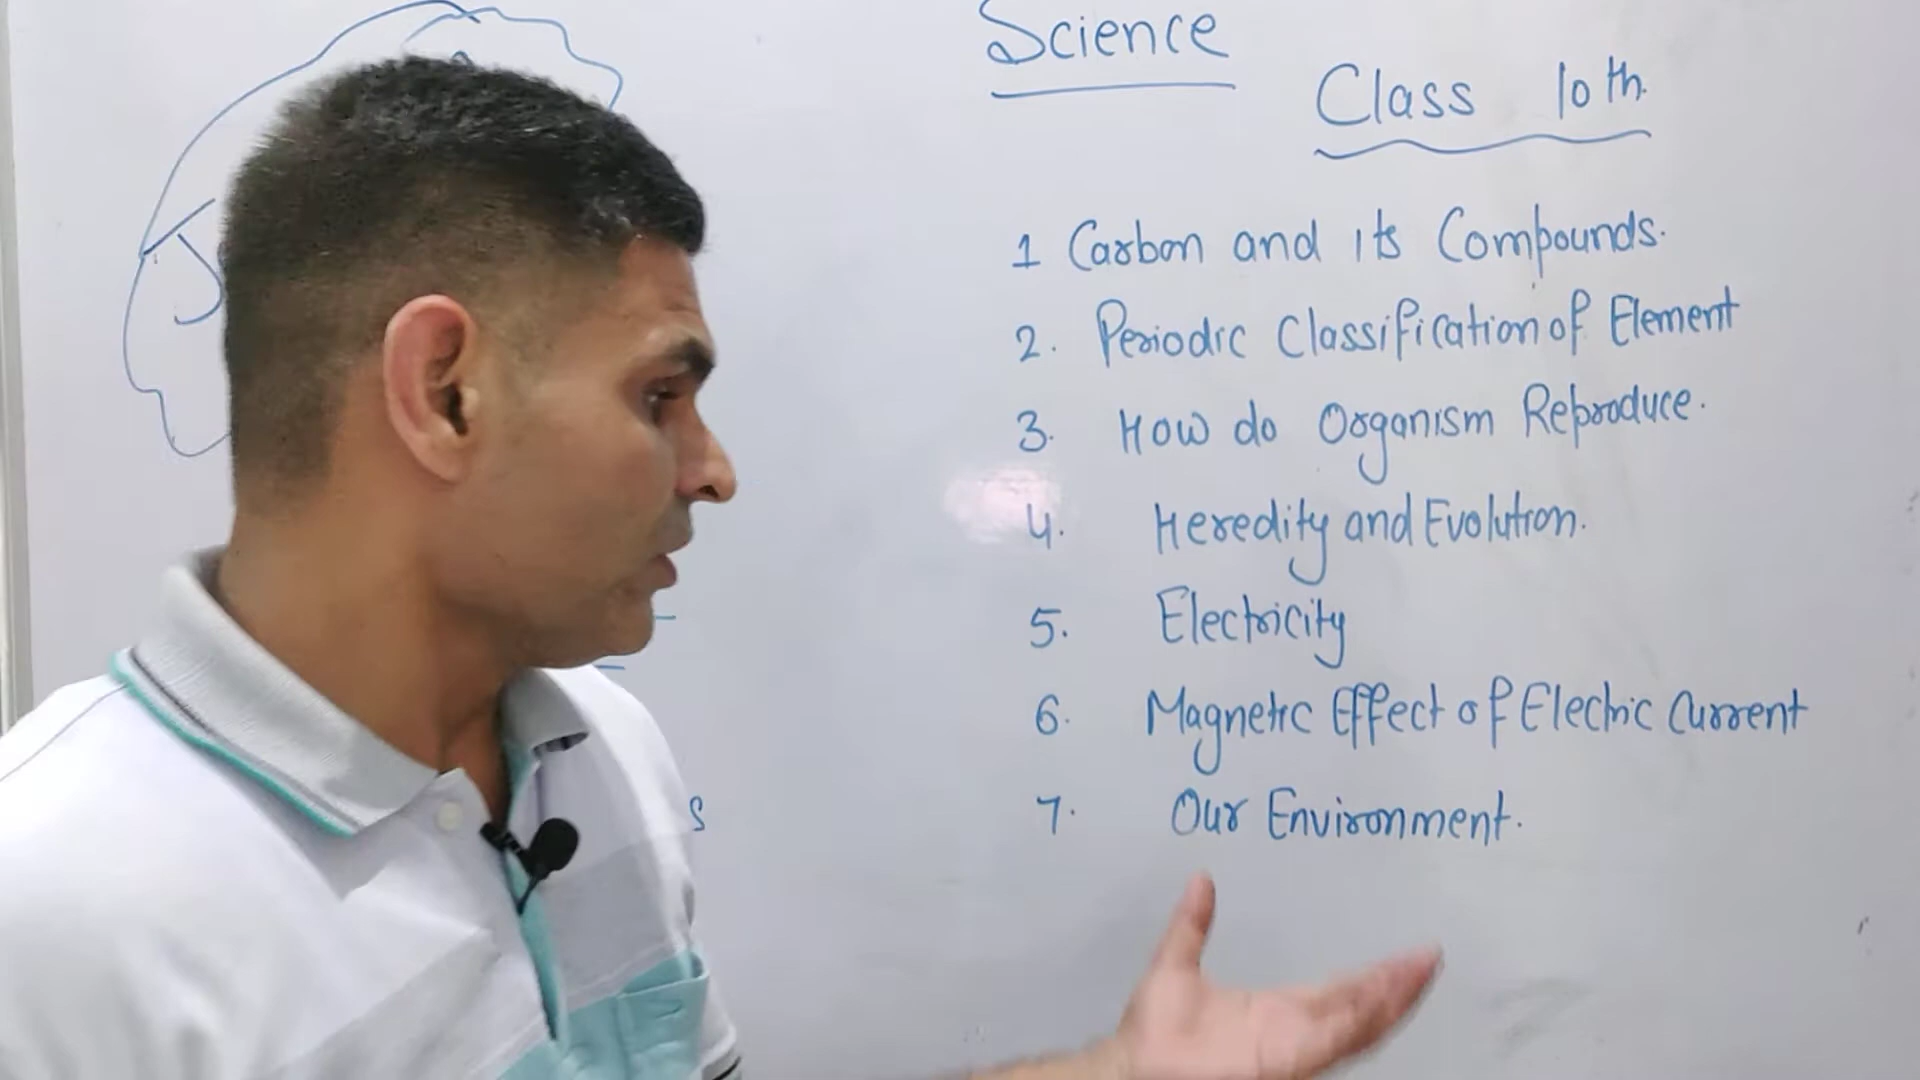 Science
Class 10th.
1 Carbon and its Compounds.
2. Periodic Classification of Element
3. How do Organism Reproduce.
4. Heredity and Evolution.
5. Electricity
6. Magnetic Effect of Electric Current
7. Our Environment.
s